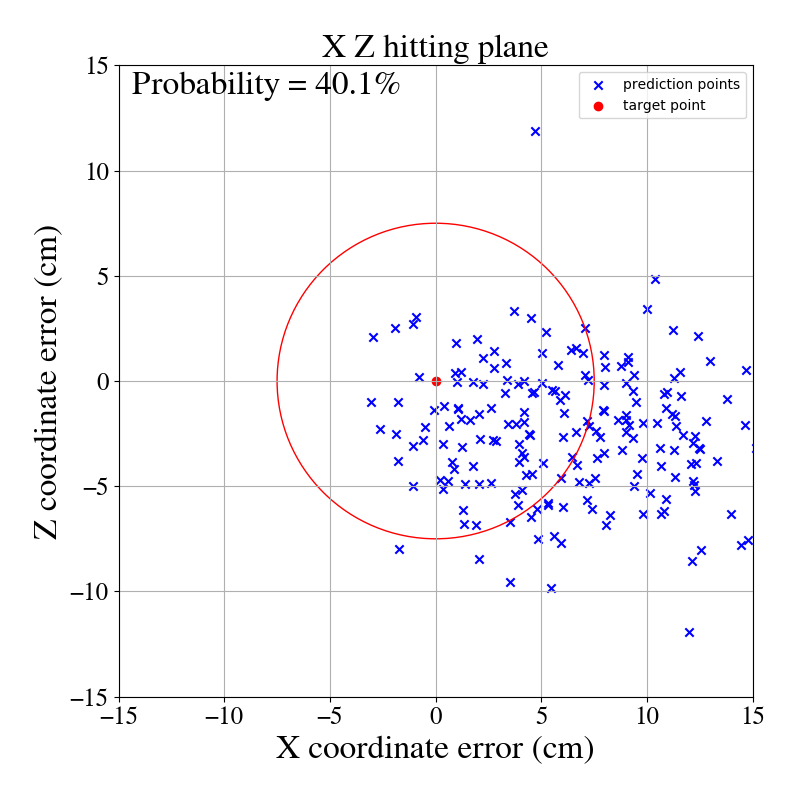 X Z hitting plane
Probability = 40.1%
prediction points
target point
15
10
5
0
−5
−10
−15
−15
−10
−5
0
5
10
15
Z coordinate error (cm)
X coordinate error (cm)